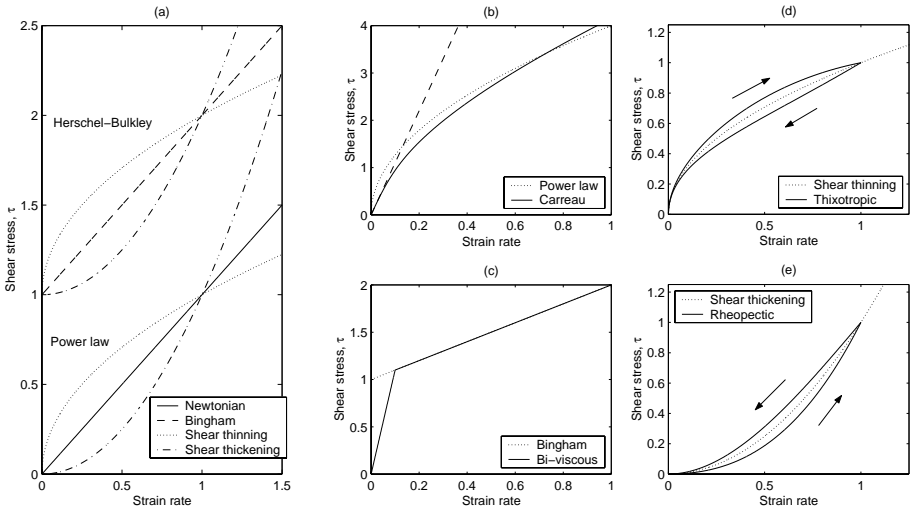 (a)
2.5
2
1.5
1
0.5
0
Shear stress, τ
Herschel−Bulkley
Power law
Newtonian
Bingham
Shear thinning
Shear thickening
0
0.5
1
1.5
Strain rate
(b)
4
3
2
1
0
Shear stress, τ
Power law
Carreau
0
0.2
0.4
0.6
0.8
1
Strain rate
(c)
2
1.5
1
0.5
0
Shear stress, τ
Bingham
Bi−viscous
0
0.2
0.4
0.6
0.8
1
Strain rate
(d)
1.2
1
0.8
0.6
0.4
0.2
0
Shear stress, τ
Shear thinning
Thixotropic
0
0.5
1
Strain rate
(e)
1.2
1
0.8
0.6
0.4
0.2
0
Shear stress, τ
Shear thickening
Rheopectic
0
0.5
1
Strain rate